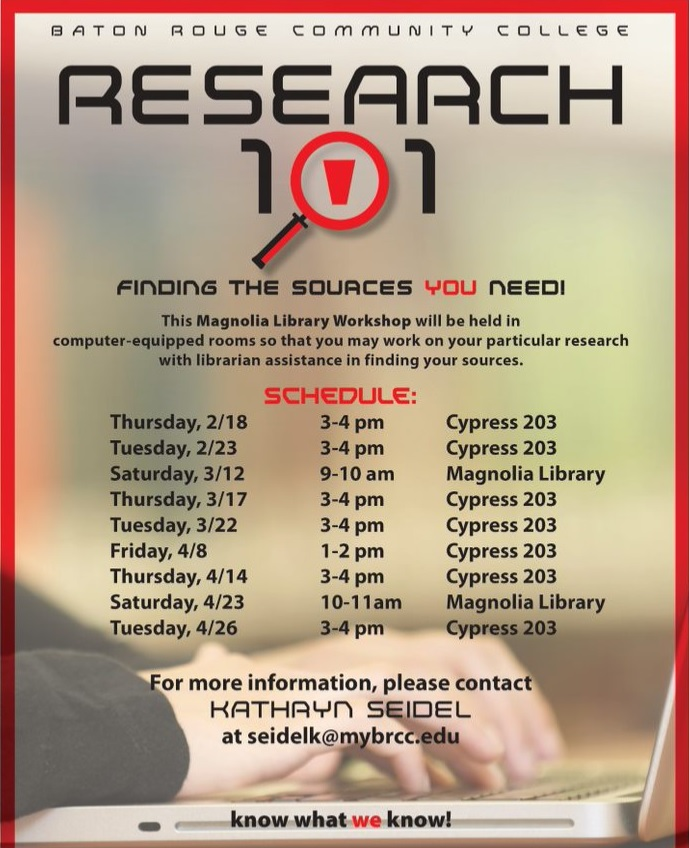 BATON ROUGE COMMUNITY COLLEGE
RESEARCH
101
FINDING THE SOURCES YOU NEED!
This Magnolia Library Workshop will be held in
computer-equipped rooms so that you may work on your particular research
with librarian assistance in finding your sources.
SCHEDULE:
Thursday, 2/18 3-4 pm Cypress 203
Tuesday, 2/23 3-4 pm Cypress 203
Saturday, 3/12 9-10 am Magnolia Library
Thursday, 3/17 3-4 pm Cypress 203
Tuesday, 3/22 3-4 pm Cypress 203
Friday, 4/8 1-2 pm Cypress 203
Thursday, 4/14 3-4 pm Cypress 203
Saturday, 4/23 10-11am Magnolia Library
Tuesday, 4/26 3-4 pm Cypress 203
For more information, please contact
KATHRYN SEIDEL
at seidelk@mybrcc.edu
know what we know!